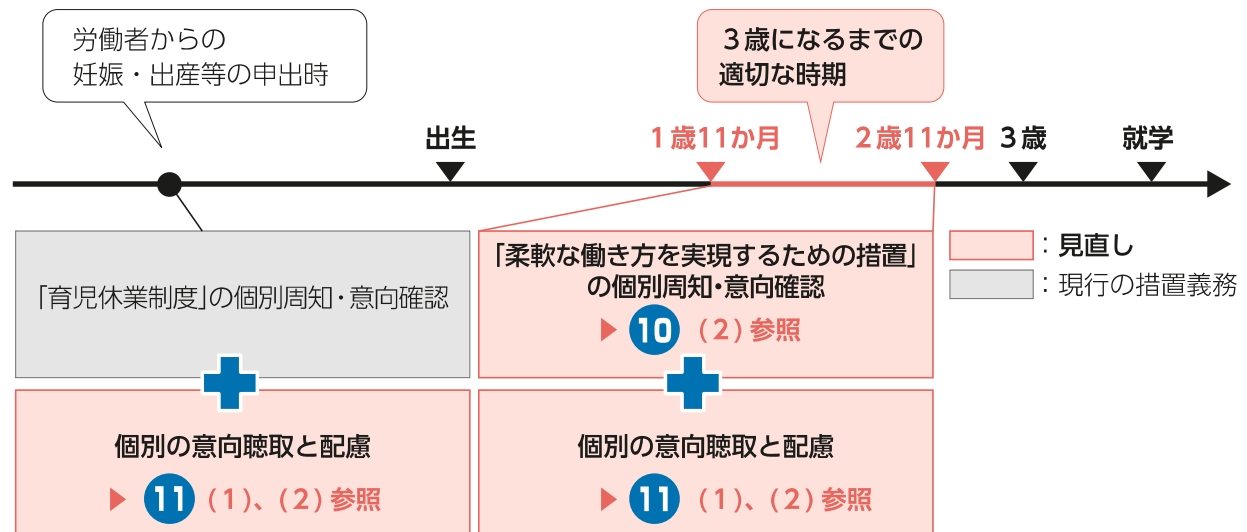 労働者からの
妊娠・出産等の申出時
3歳になるまでの
適切な時期
出生
1歳11か月
2歳11か月
3歳
就学
「育児休業制度」の個別周知・意向確認
「柔軟な働き方を実現するための措置」
の個別周知・意向確認
▶ 10 (2)参照
：見直し
：現行の措置義務
個別の意向聴取と配慮
▶ 11 (1)、(2)参照
個別の意向聴取と配慮
▶ 11 (1)、(2)参照